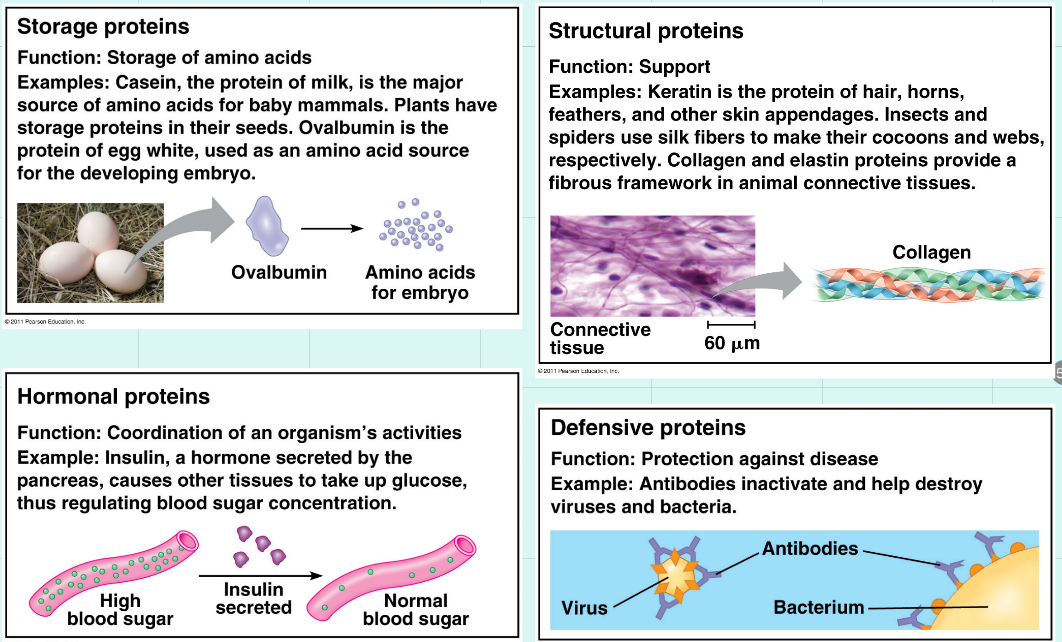 Storage proteins
Function: Storage of amino acids
Examples: Casein, the protein of milk, is the major
source of amino acids for baby mammals. Plants have
storage proteins in their seeds. Ovalbumin is the
protein of egg white, used as an amino acid source
for the developing embryo.
Ovalbumin
Amino acids
for embryo
© 2011 Pearson Education, Inc.
Structural proteins
Function: Support
Examples: Keratin is the protein of hair, horns,
feathers, and other skin appendages. Insects and
spiders use silk fibers to make their cocoons and webs,
respectively. Collagen and elastin proteins provide a
fibrous framework in animal connective tissues.
Collagen
Connective
tissue
60 μm
© 2011 Pearson Education, Inc.
Hormonal proteins
Function: Coordination of an organism’s activities
Example: Insulin, a hormone secreted by the
pancreas, causes other tissues to take up glucose,
thus regulating blood sugar concentration.
High
blood sugar
Insulin
secreted
Normal
blood sugar
Defensive proteins
Function: Protection against disease
Example: Antibodies inactivate and help destroy
viruses and bacteria.
Antibodies
Virus
Bacterium